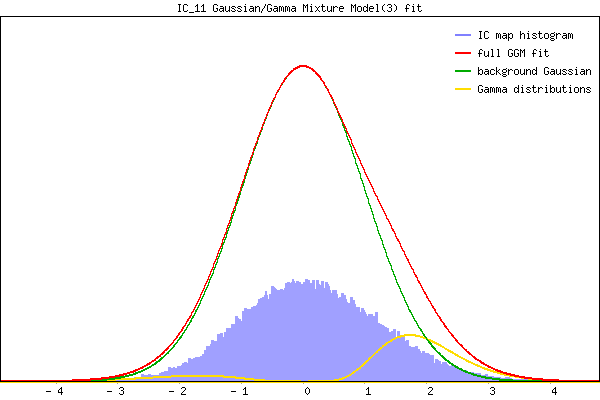 IC_11 Gaussian/Gamma Mixture Model(3) fit
IC map histogram
full GGM fit
background Gaussian
Gamma distributions
-4 -3 -2 -1 0 1 2 3 4